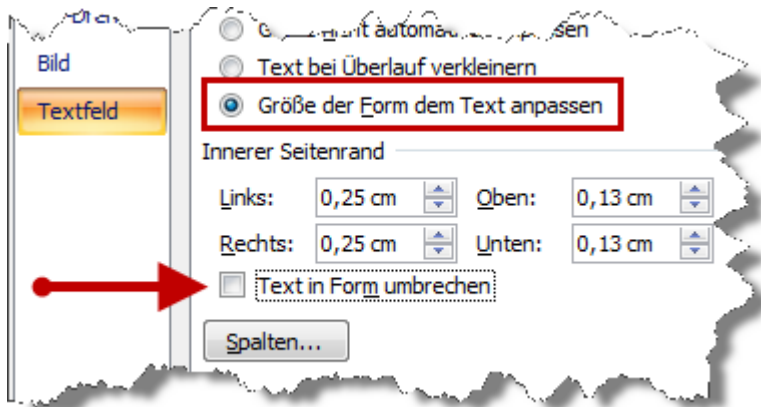 Bild
Textfeld
Text bei Überlauf verkleinern
Größe der Form dem Text anpassen
Innerer Seitenrand
Links: 0,25 cm Oben: 0,13 cm
Rechts: 0,25 cm Unten: 0,13 cm
Text in Form umbrechen
Spalten...